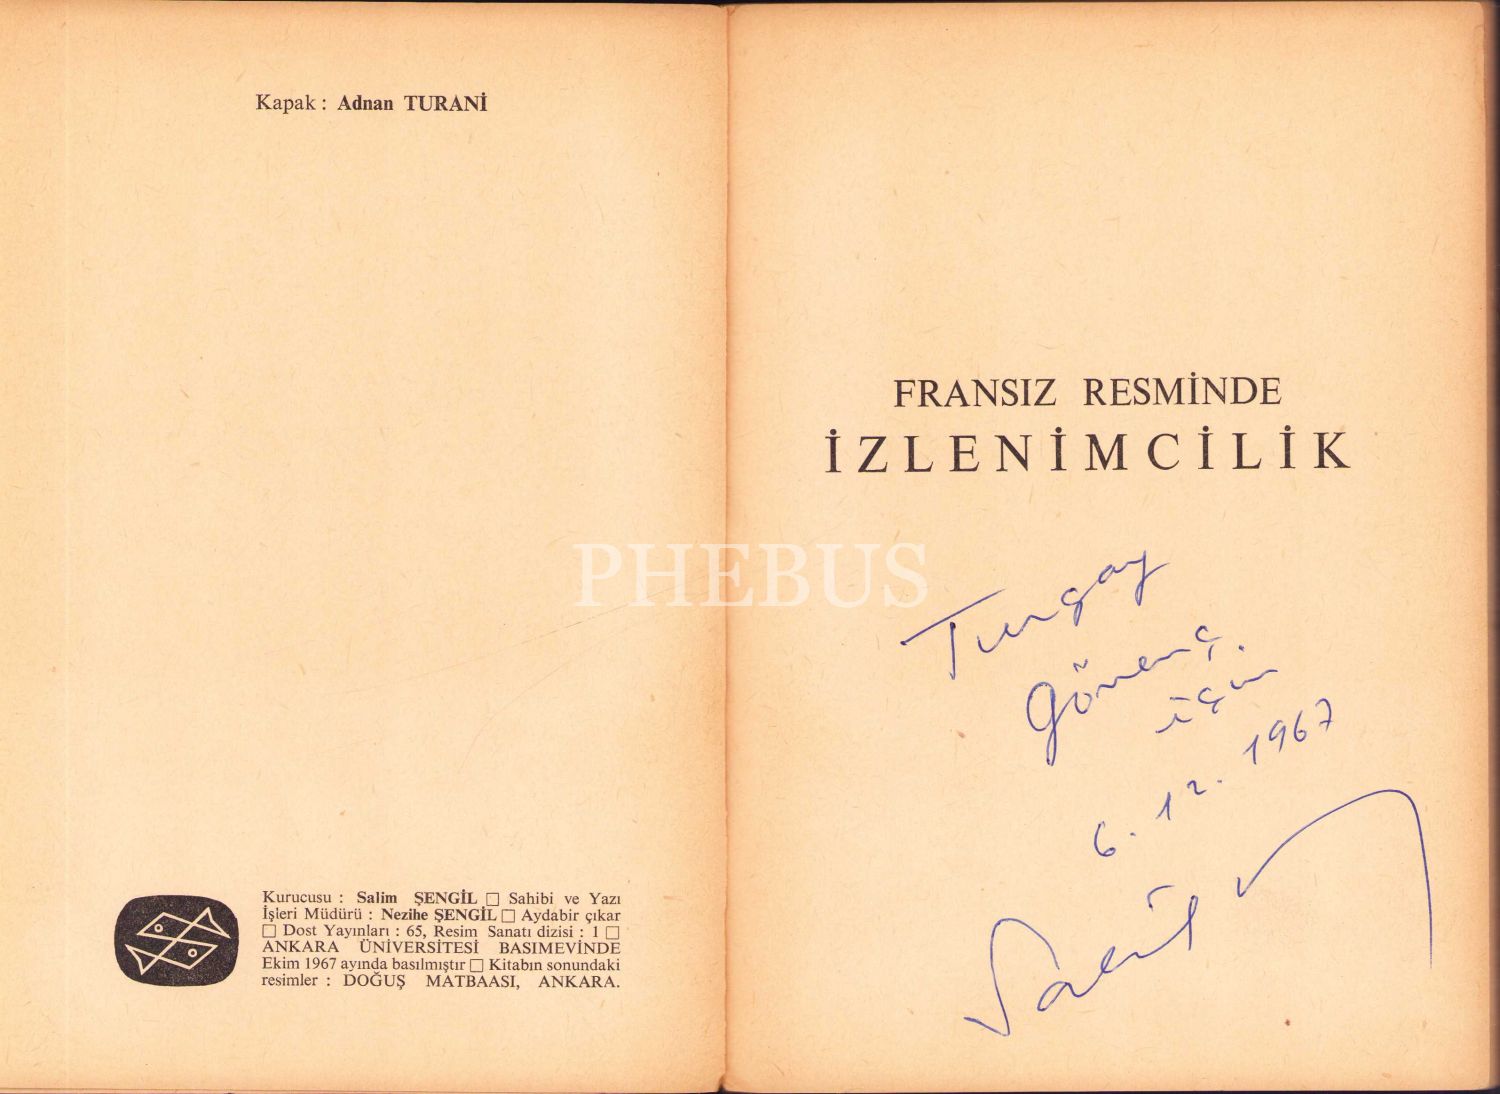 Kapak : Adnan TURANİ
Kurucusu : Salim ŞENGİL □ Sahibi ve Yazı
İşleri Müdürü : Nezihe ŞENGİL □ Aydabir çıkar
□ Dost Yayınları : 65, Resim Sanatı dizisi : 1 □
ANKARA ÜNİVERSİTESİ BASIMEVİNDE
Ekim 1967 ayında basılmıştır □ Kitabın sonundaki
resimler : DOĞUŞ MATBAASI, ANKARA.
FRANSIZ RESMİNDE
İZLENİMCİLİK
PHEBUS
Turgay
Gönenç.
için
6.12.1967